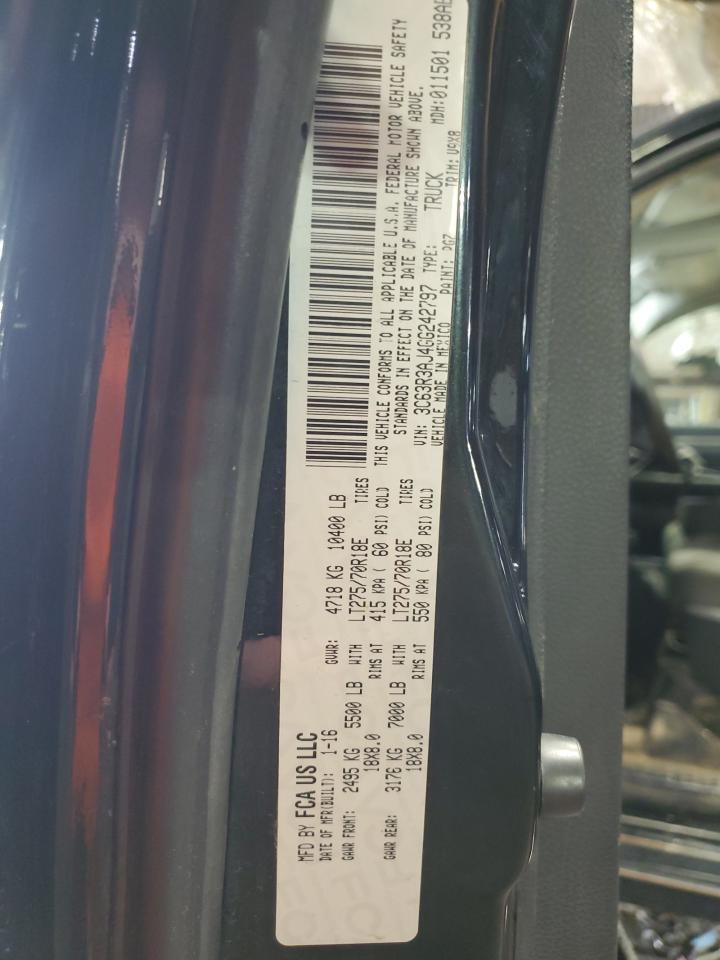 MFD BY FCA US LLC
DATE OF MFR(BUILT): 1-16 GVWR: 4718 KG 10400 LB
GAWR FRONT: 2495 KG 5500 LB WITH LT275/70R18E TIRES
18X8.0 RIMS AT 415 KPA ( 60 PSI) COLD
GAWR REAR: 3176 KG 7000 LB WITH LT275/70R18E TIRES
18X8.0 RIMS AT 550 KPA ( 80 PSI) COLD
THIS VEHICLE CONFORMS TO ALL APPLICABLE U.S.A. FEDERAL MOTOR VEHICLE SAFETY
STANDARDS IN EFFECT ON THE DATE OF MANUFACTURE SHOWN ABOVE.
VIN: 3C63R3AJ4GG242797 TYPE: TRUCK MDH:011501 538AE
VEHICLE MADE IN MEXICO PAINT: PGZ TRIM: V9X8